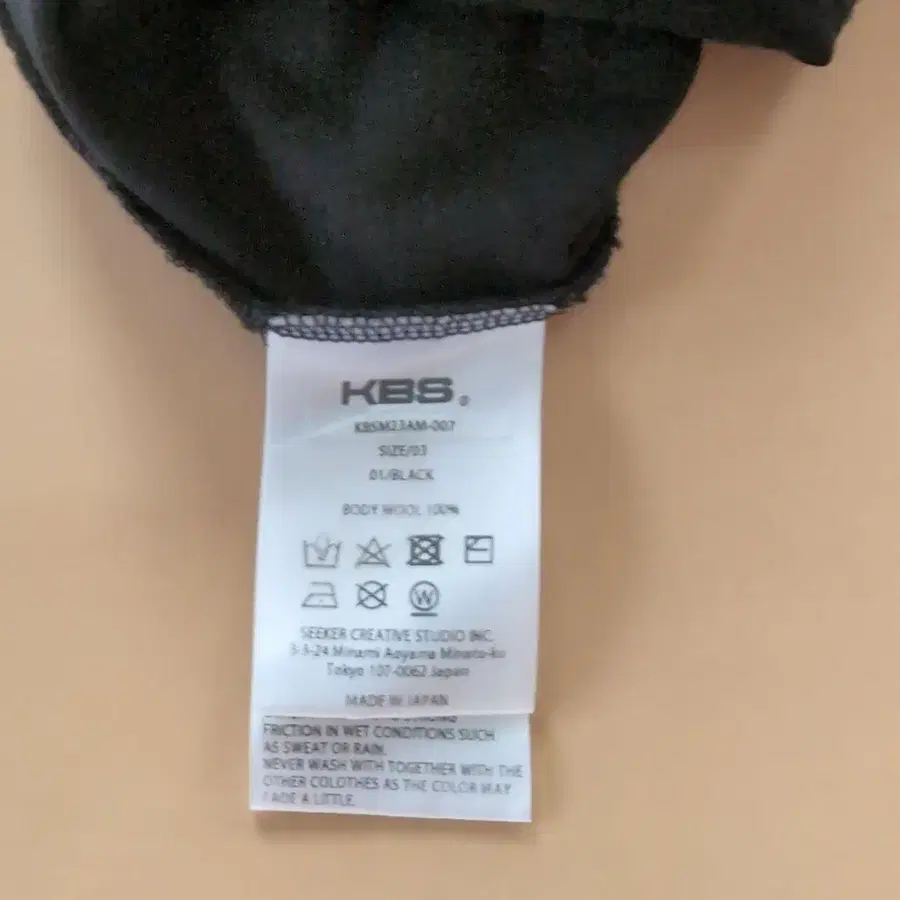 KBS®
KBSM23AM-007
SIZE/03
01/BLACK
BODY WOOL 100%
W
SEEKER CREATIVE STUDIO INC.
3-3-24 Minami Aoyama Minato-ku
Tokyo 107-0062 Japan
MADE IN JAPAN
FRICTION IN WET CONDITIONS SUCH
AS SWEAT OR RAIN.
NEVER WASH WITH TOGETHER WITH THE
OTHER COLOTHES AS THE COLOR MAY
FADE A LITTLE.